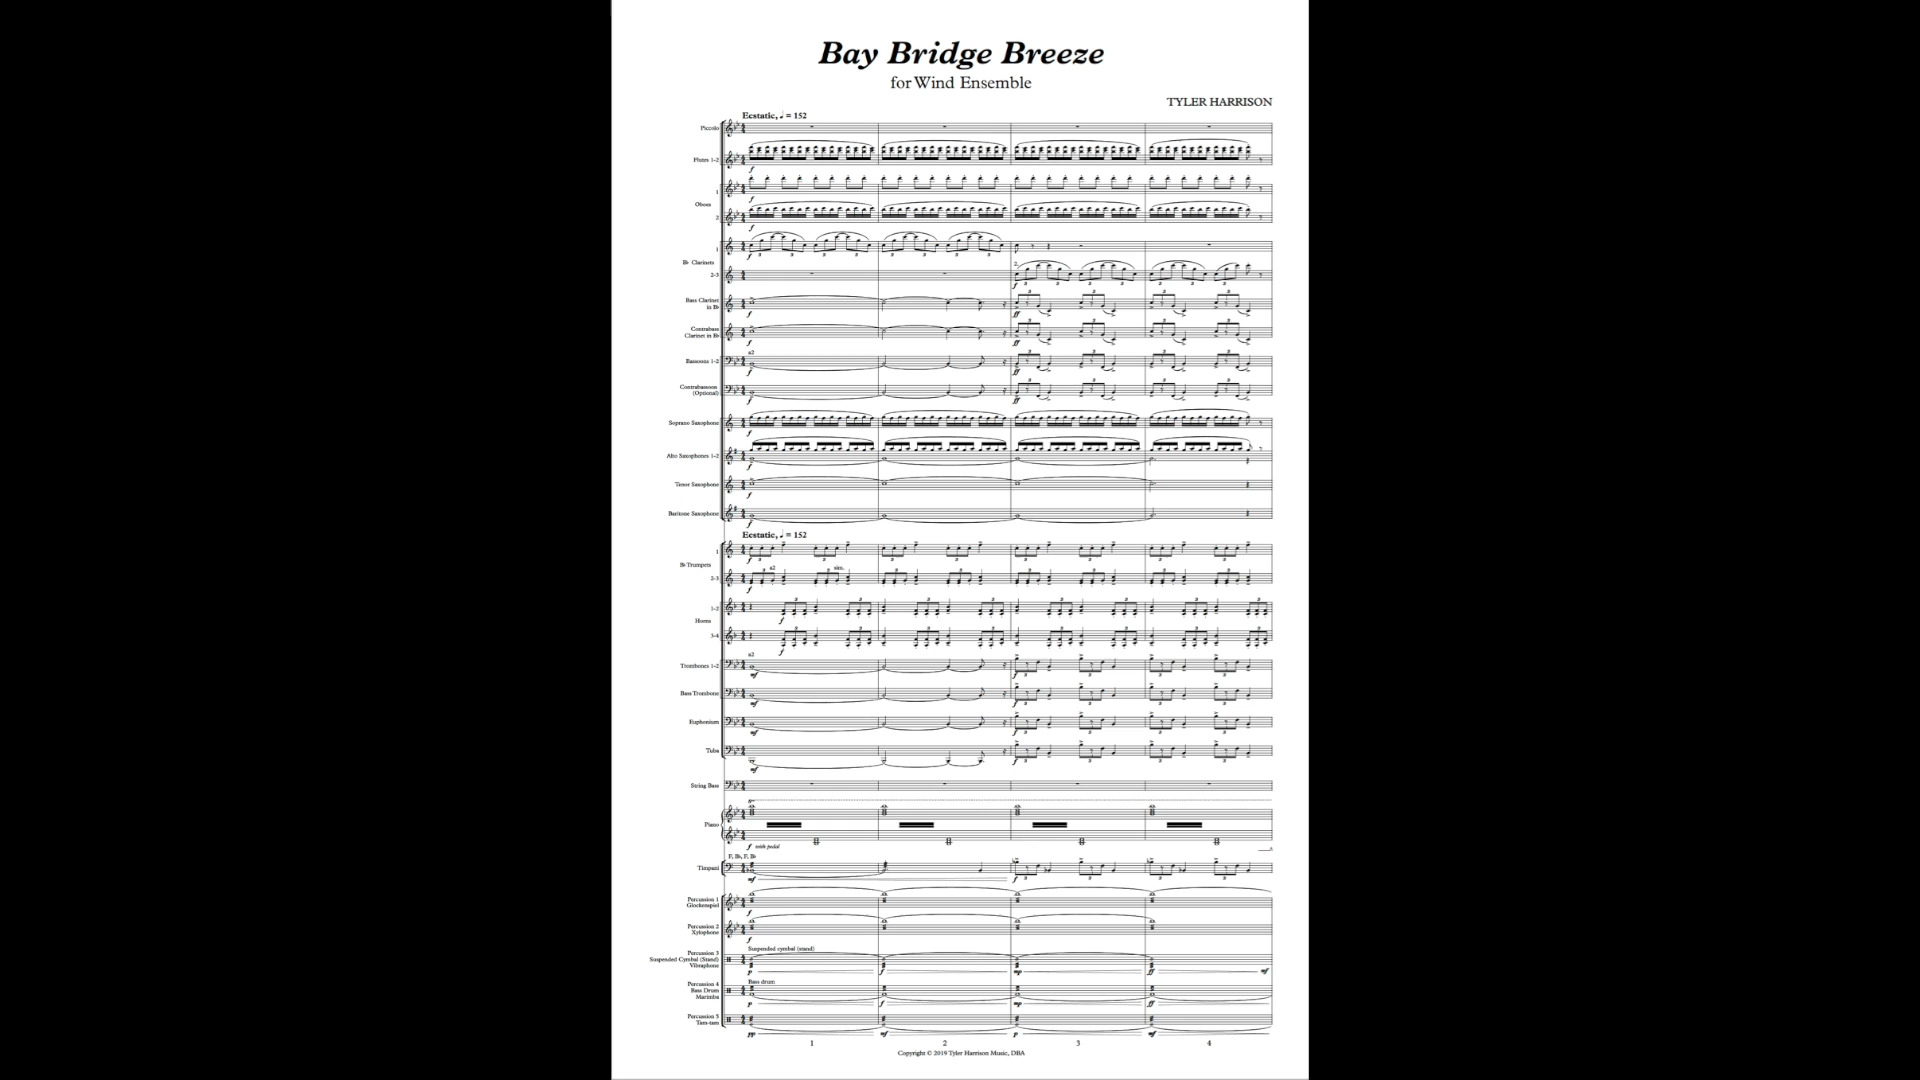 Bay Bridge Breeze
for Wind Ensemble
TYLER HARRISON
Ecstatic, ♩ = 152
Piccolo
Flutes 1-2
1
Oboes
2
1
B♭ Clarinets
2-3
Bass Clarinet
in B♭
Contrabass
Clarinet in B♭
Bassoons 1-2
a2
Contrabassoon
(Optional)
Soprano Saxophone
Alto Saxophones 1-2
Tenor Saxophone
Baritone Saxophone
Ecstatic, ♩ = 152
1
B♭ Trumpets
a2 sim.
2-3
1-2
Horns
3-4
a2
Trombones 1-2
Bass Trombone
Euphonium
Tuba
String Bass
Piano
with pedal
F, B♭, F, B♭
Timpani
Percussion 1
Glockenspiel
Percussion 2
Xylophone
Suspended cymbal (stand)
Percussion 3
Suspended Cymbal (Stand)
Vibraphone
Bass drum
Percussion 4
Bass Drum
Marimba
Percussion 5
Tam-tam
1 2 3 4
Copyright © 2019 Tyler Harrison Music, DBA